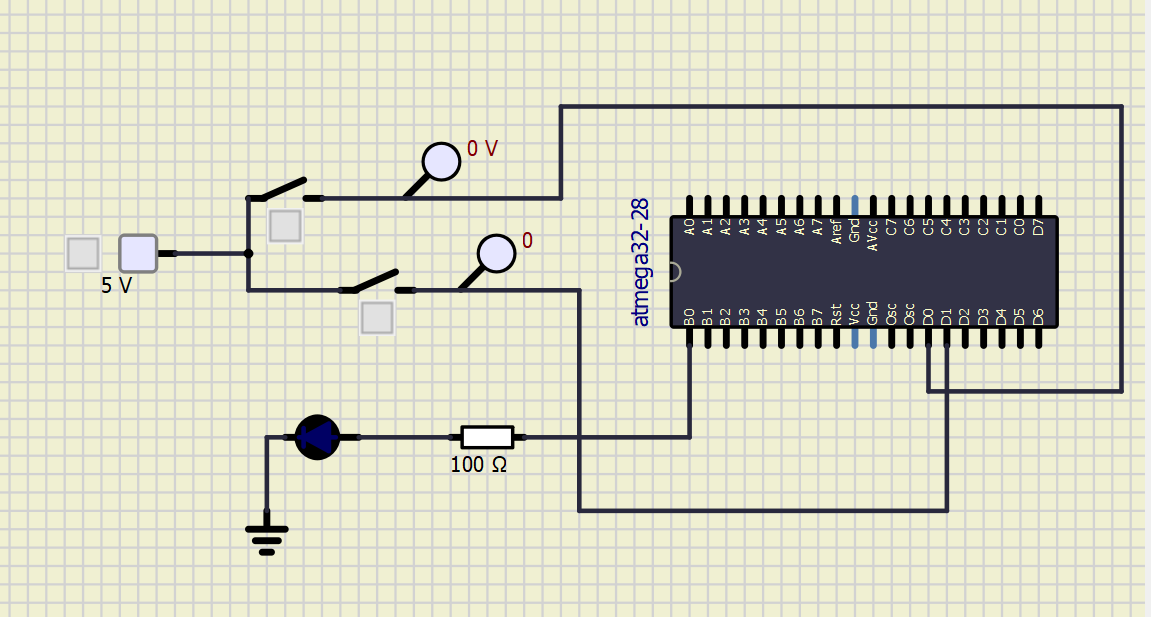 0 V
0
5 V
100 Ω
atmega32-28
A0 A1 A2 A3 A4 A5 A6 A7 Aref Gnd AVcc C7 C6 C5 C4 C3 C2 C1 C0 D7
B0 B1 B2 B3 B4 B5 B6 B7 Rst Vcc Gnd Osc Osc D0 D1 D2 D3 D4 D5 D6